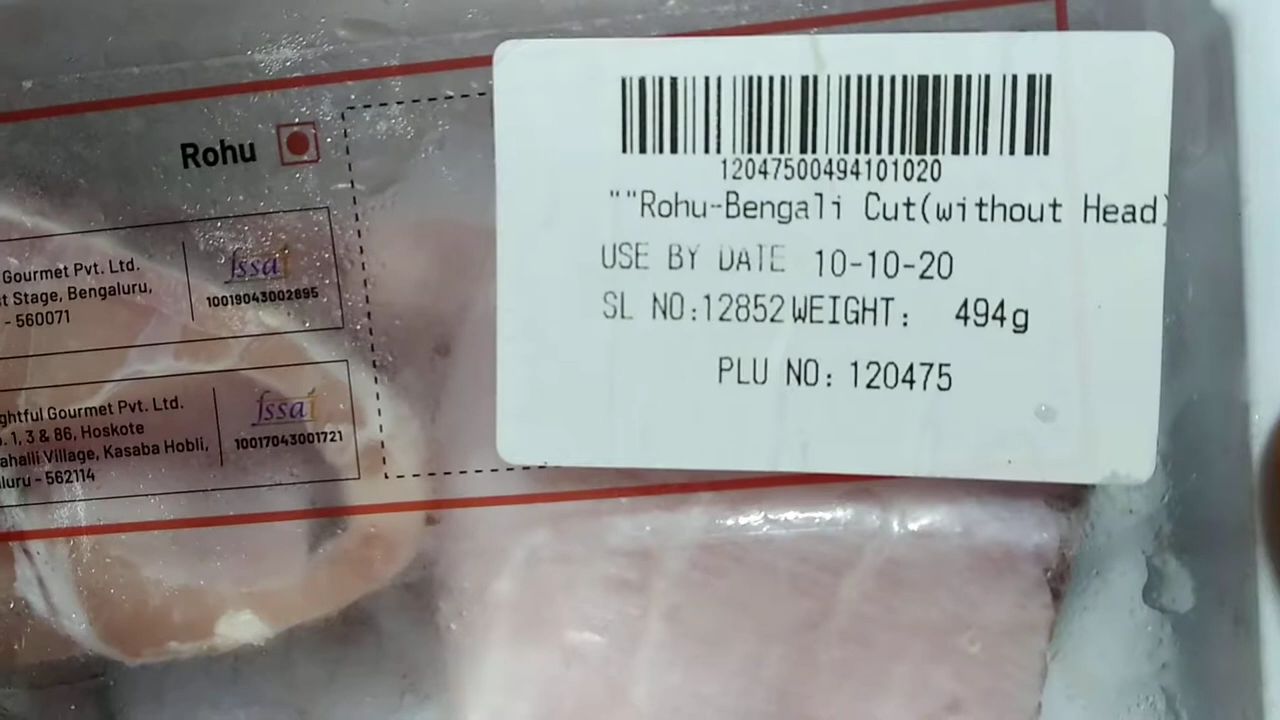 Rohu
Gourmet Pvt. Ltd.
Stage, Bengaluru,
- 560071
fssai
10019043002895
Gourmet Pvt. Ltd.
1, 3 & 86, Hoskote
Village, Kasaba Hobli,
- 562114
fssai
10017043001721
12047500494101020
""Rohu-Bengali Cut(without Head)
USE BY DATE 10-10-20
SL NO:12852 WEIGHT: 494g
PLU NO: 120475